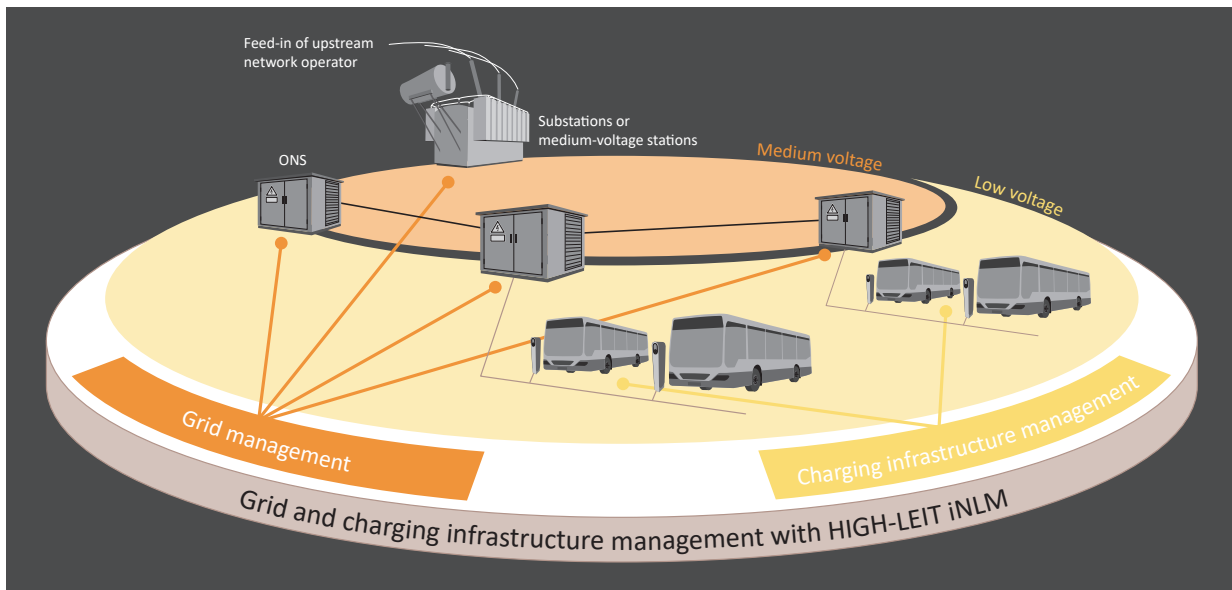 Feed-in of upstream
network operator
Substations or
medium-voltage stations
ONS
Medium voltage
Low voltage
Grid management
Charging infrastructure management
Grid and charging infrastructure management with HIGH-LEIT iNLM